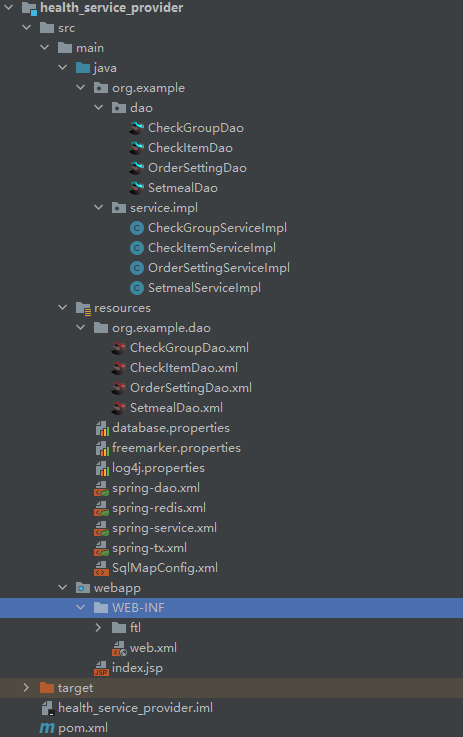 health_service_provider
src
main
java
org.example
dao
CheckGroupDao
CheckItemDao
OrderSettingDao
SetmealDao
service.impl
CheckGroupServiceImpl
CheckItemServiceImpl
OrderSettingServiceImpl
SetmealServiceImpl
resources
org.example.dao
CheckGroupDao.xml
CheckItemDao.xml
OrderSettingDao.xml
SetmealDao.xml
database.properties
freemarker.properties
log4j.properties
spring-dao.xml
spring-redis.xml
spring-service.xml
spring-tx.xml
SqlMapConfig.xml
webapp
WEB-INF
ftl
web.xml
index.jsp
target
health_service_provider.iml
pom.xml